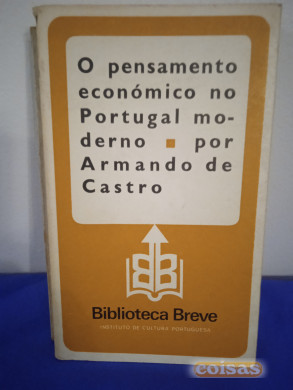 O pensamento
económico no
Portugal mo-
derno ▪ por
Armando de
Castro
BB
Biblioteca Breve
INSTITUTO DE CULTURA PORTUGUESA
coisas